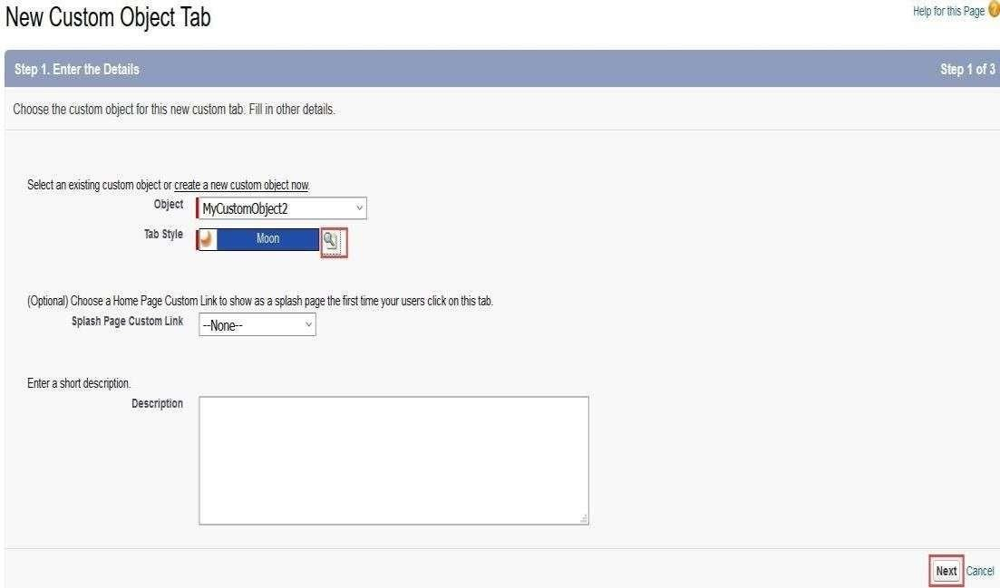 New Custom Object Tab
Help for this Page ?
Step 1. Enter the Details
Step 1 of 3
Choose the custom object for this new custom tab. Fill in other details.
Select an existing custom object or create a new custom object now.
Object MyCustomObject2
Tab Style Moon
(Optional) Choose a Home Page Custom Link to show as a splash page the first time your users click on this tab.
Splash Page Custom Link --None--
Enter a short description.
Description
Next Cancel